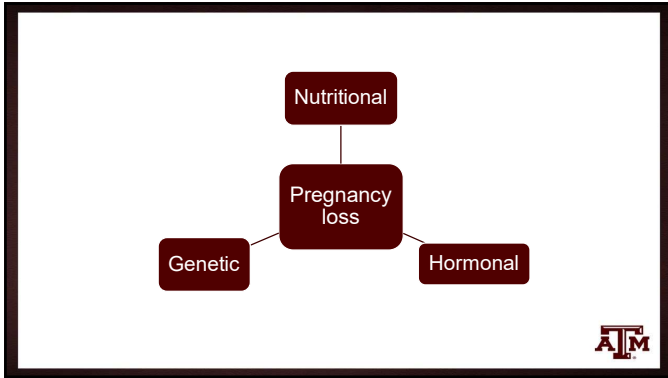 Nutritional
Pregnancy
loss
Genetic
Hormonal
ATM